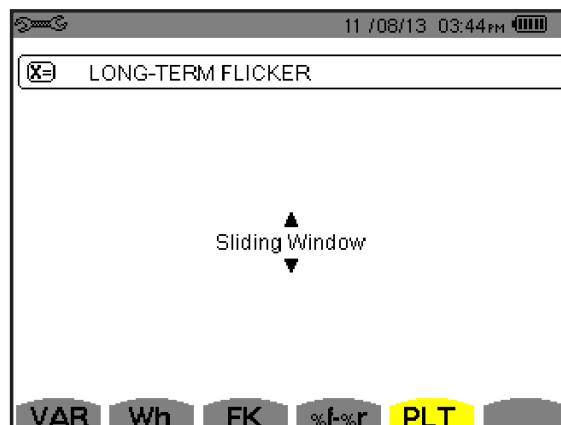 11 /08/13 03:44PM
X= LONG-TERM FLICKER
Sliding Window
VAR Wh FK %f-%r PLT